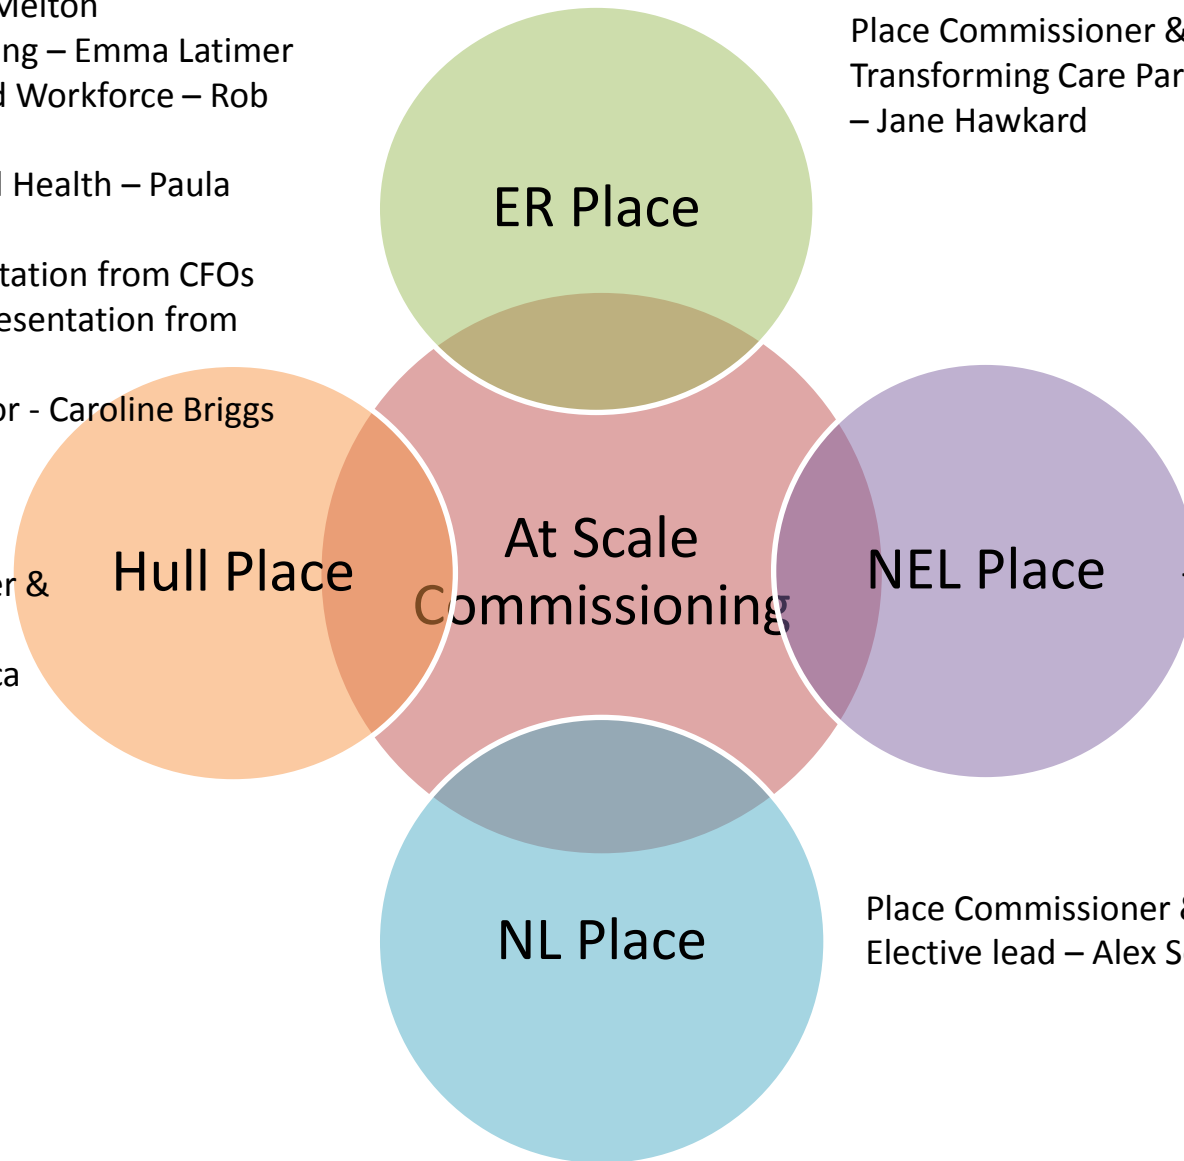 Melton
ng – Emma Latimer
d Workforce – Rob
l Health – Paula
tation from CFOs
esentation from
or - Caroline Briggs
er &
ca
Place Commissioner &
Transforming Care Par
– Jane Hawkard
ER Place
Hull Place
At Scale
Commissioning
NEL Place
NL Place
Place Commissioner &
Elective lead – Alex S